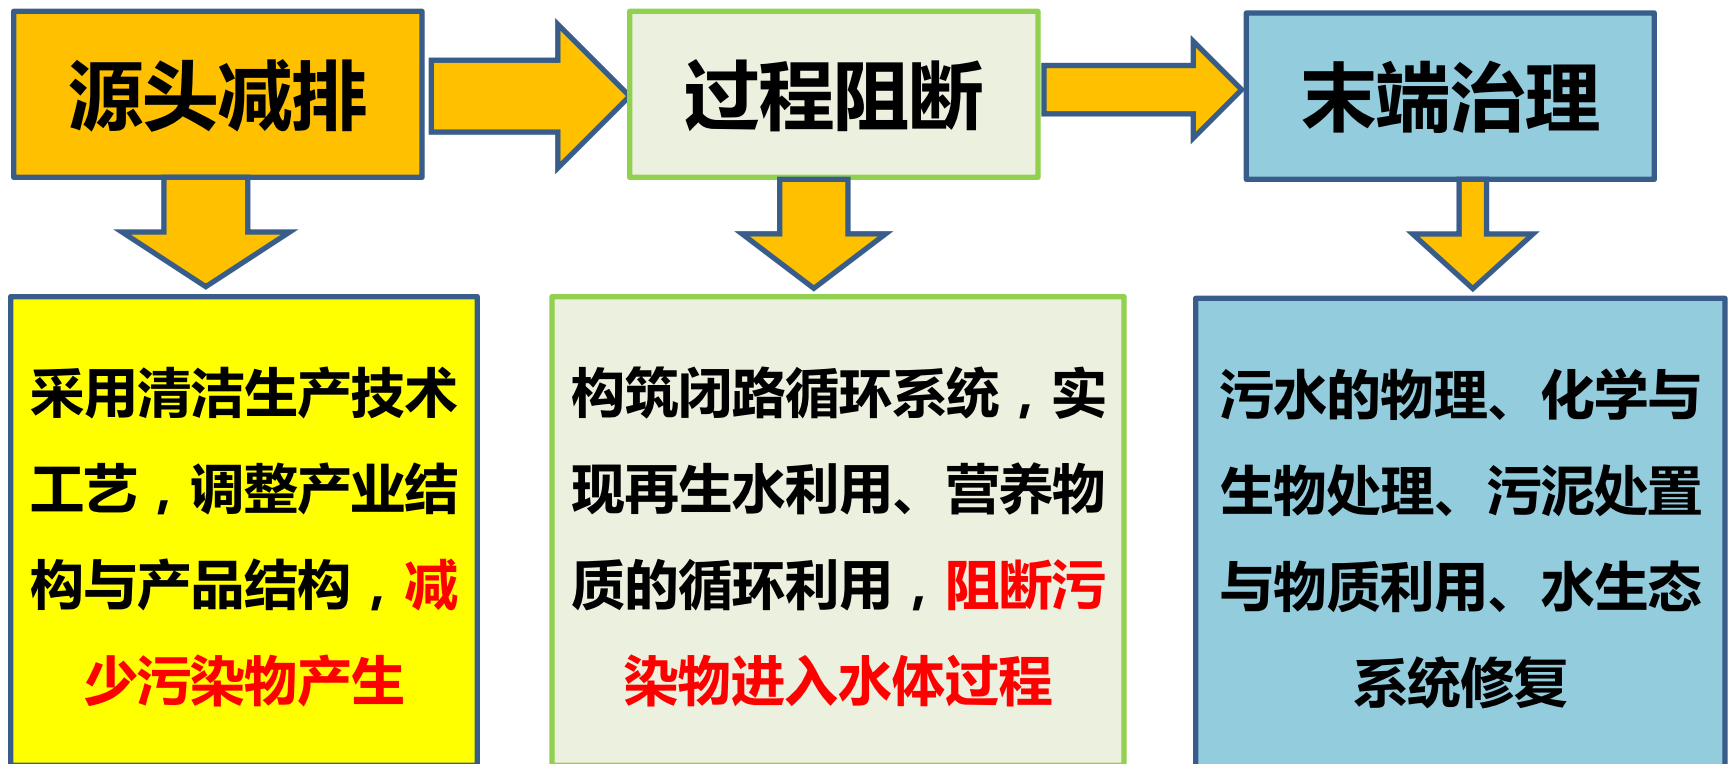 源头减排
过程阻断
末端治理
采用清洁生产技术
工艺，调整产业结
构与产品结构，减
少污染物产生
构筑闭路循环系统，实
现再生水利用、营养物
质的循环利用，阻断污
染物进入水体过程
污水的物理、化学与
生物处理、污泥处置
与物质利用、水生态
系统修复